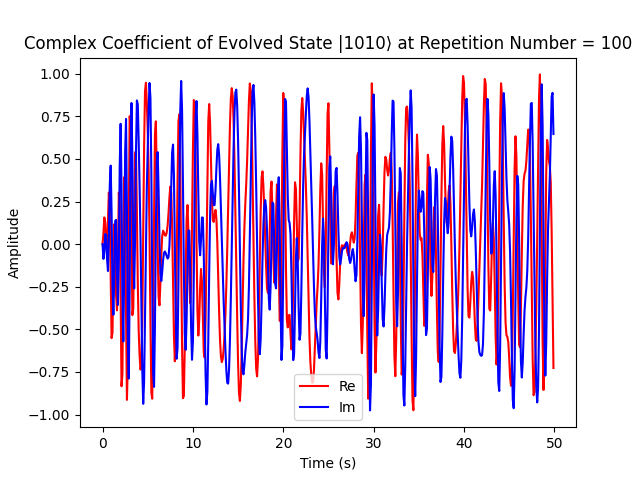 Complex Coefficient of Evolved State |1010⟩ at Repetition Number = 100
1.00
0.75
0.50
0.25
0.00
−0.25
−0.50
−0.75
−1.00
Amplitude
Re
Im
0 10 20 30 40 50
Time (s)